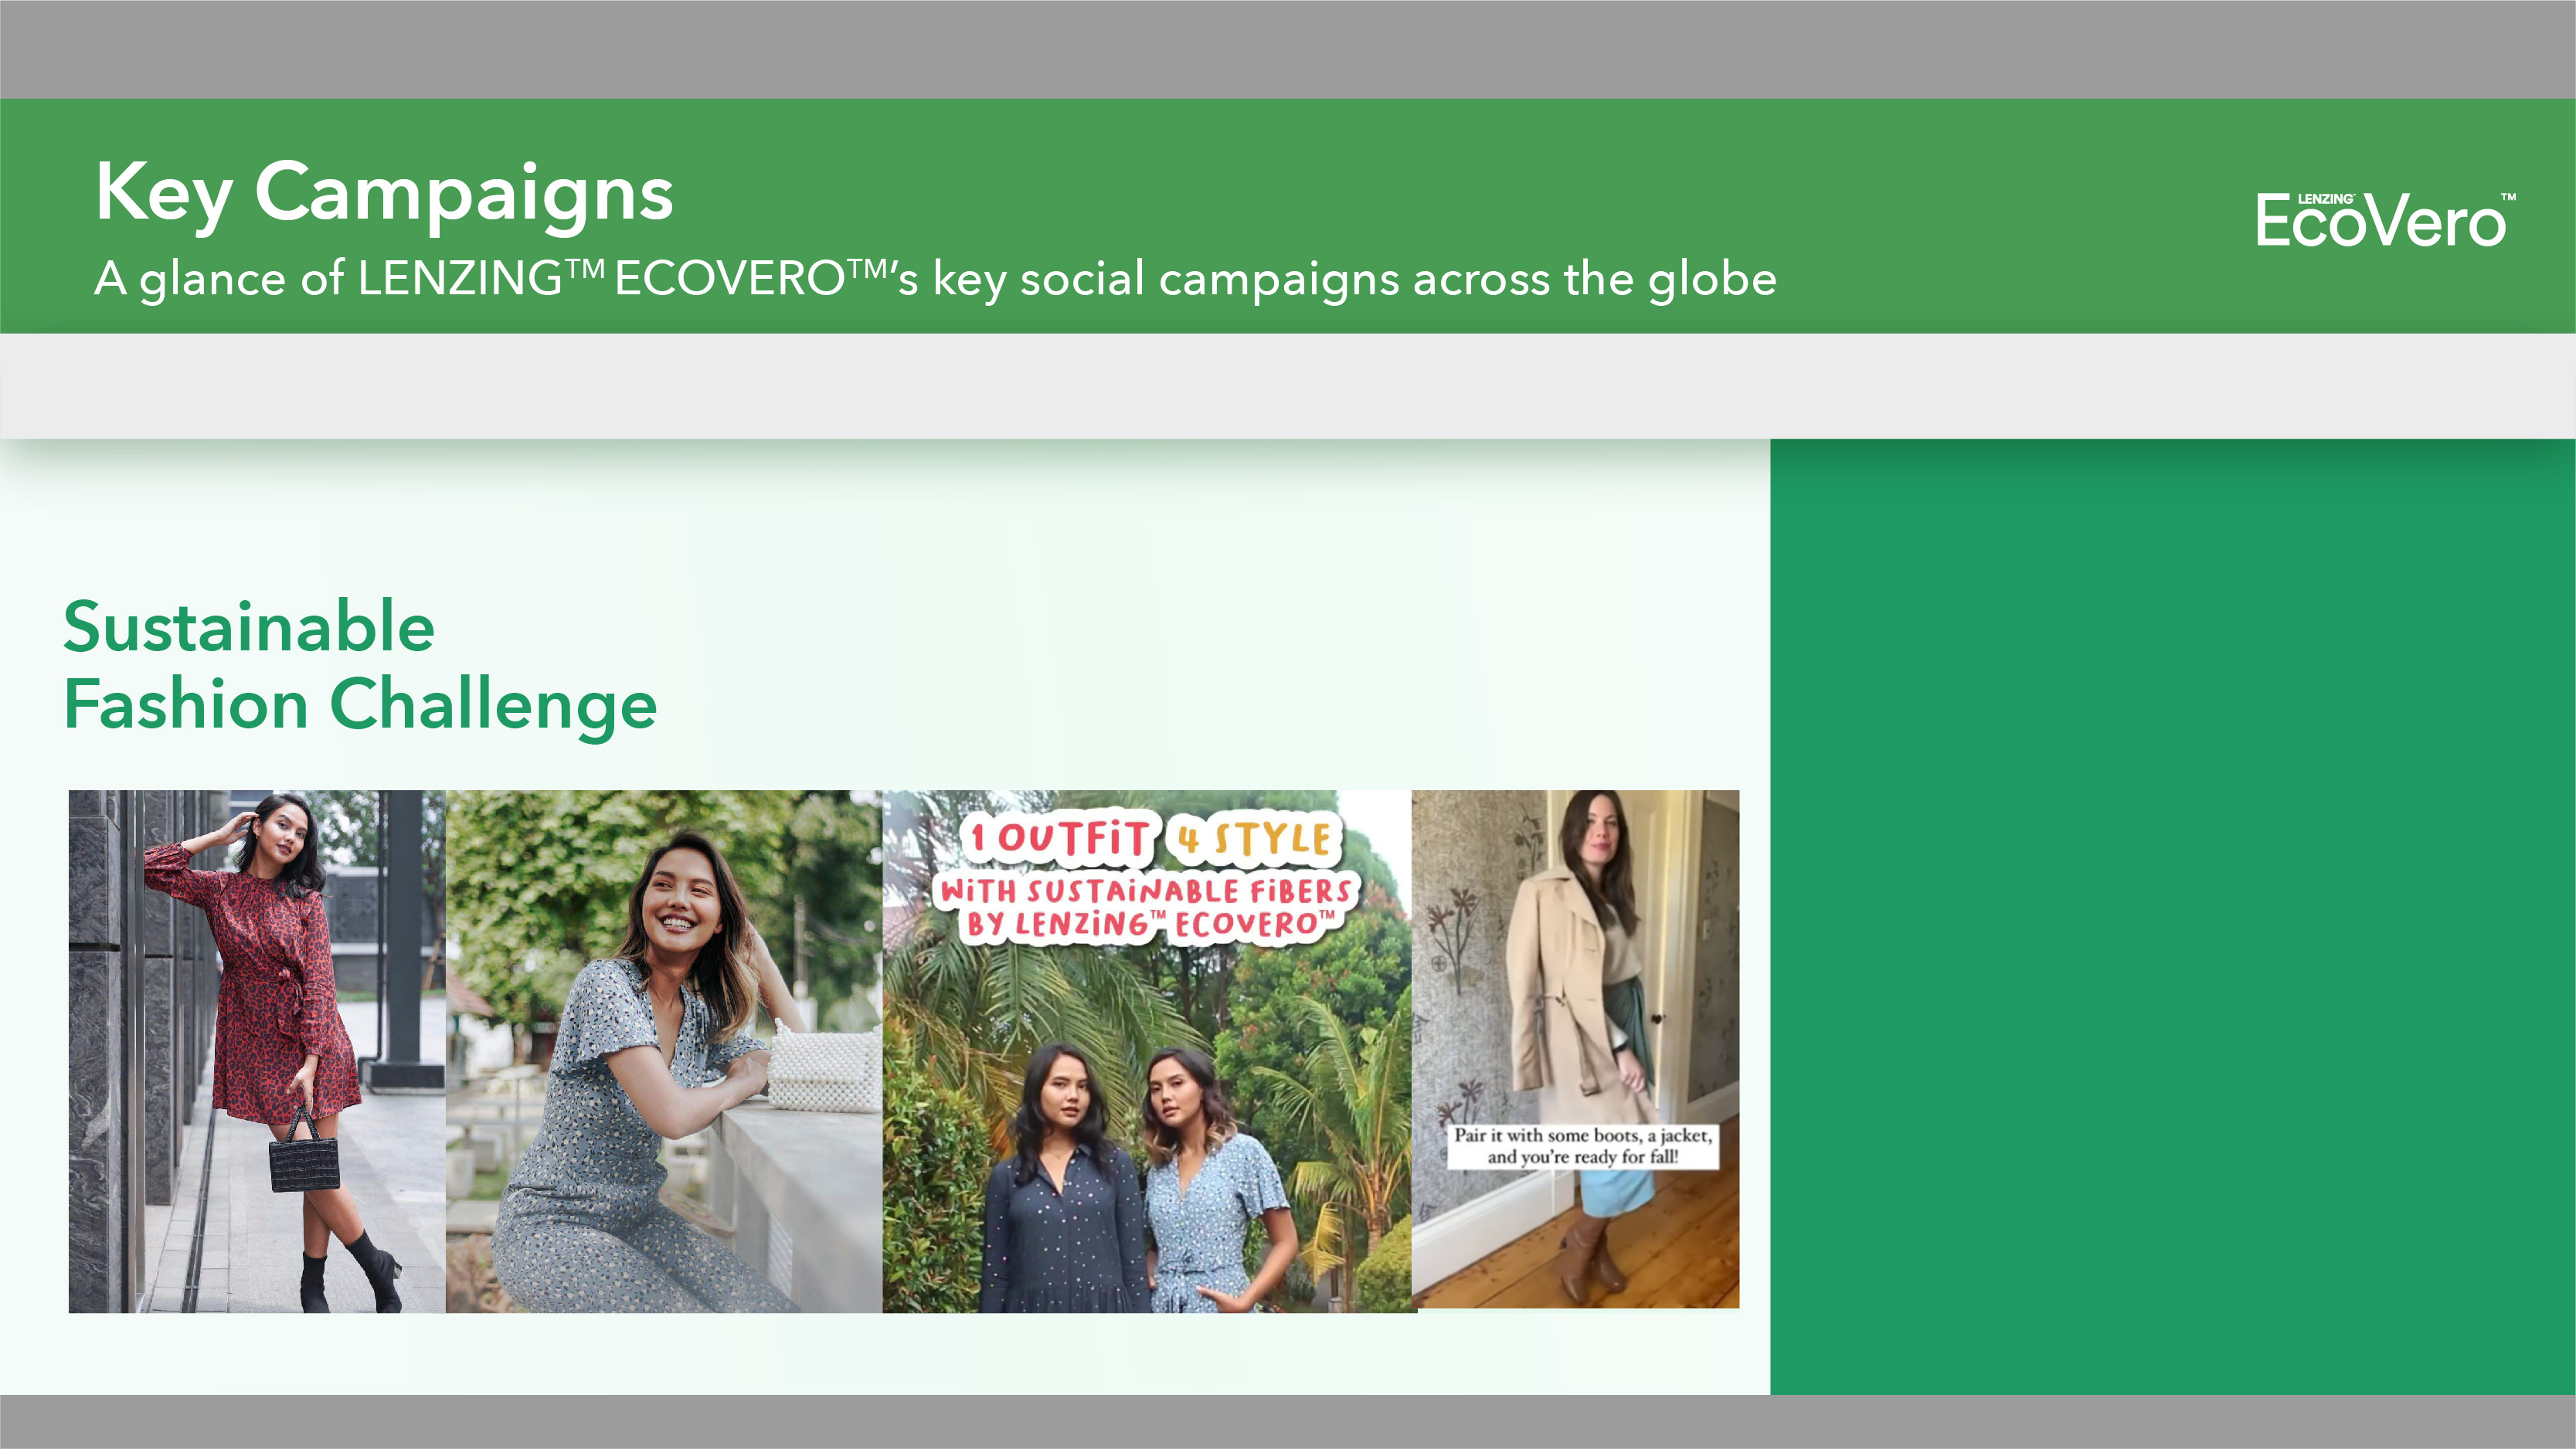 Key Campaigns
A glance of LENZING™ ECOVERO™’s key social campaigns across the globe
LENZING™
EcoVero™
Sustainable
Fashion Challenge
1 OUTFiT 4 STYLE
WiTH SUSTAiNABLE FiBERS
BY LENZiNG™ ECOVERO™
Pair it with some boots, a jacket,
and you're ready for fall!